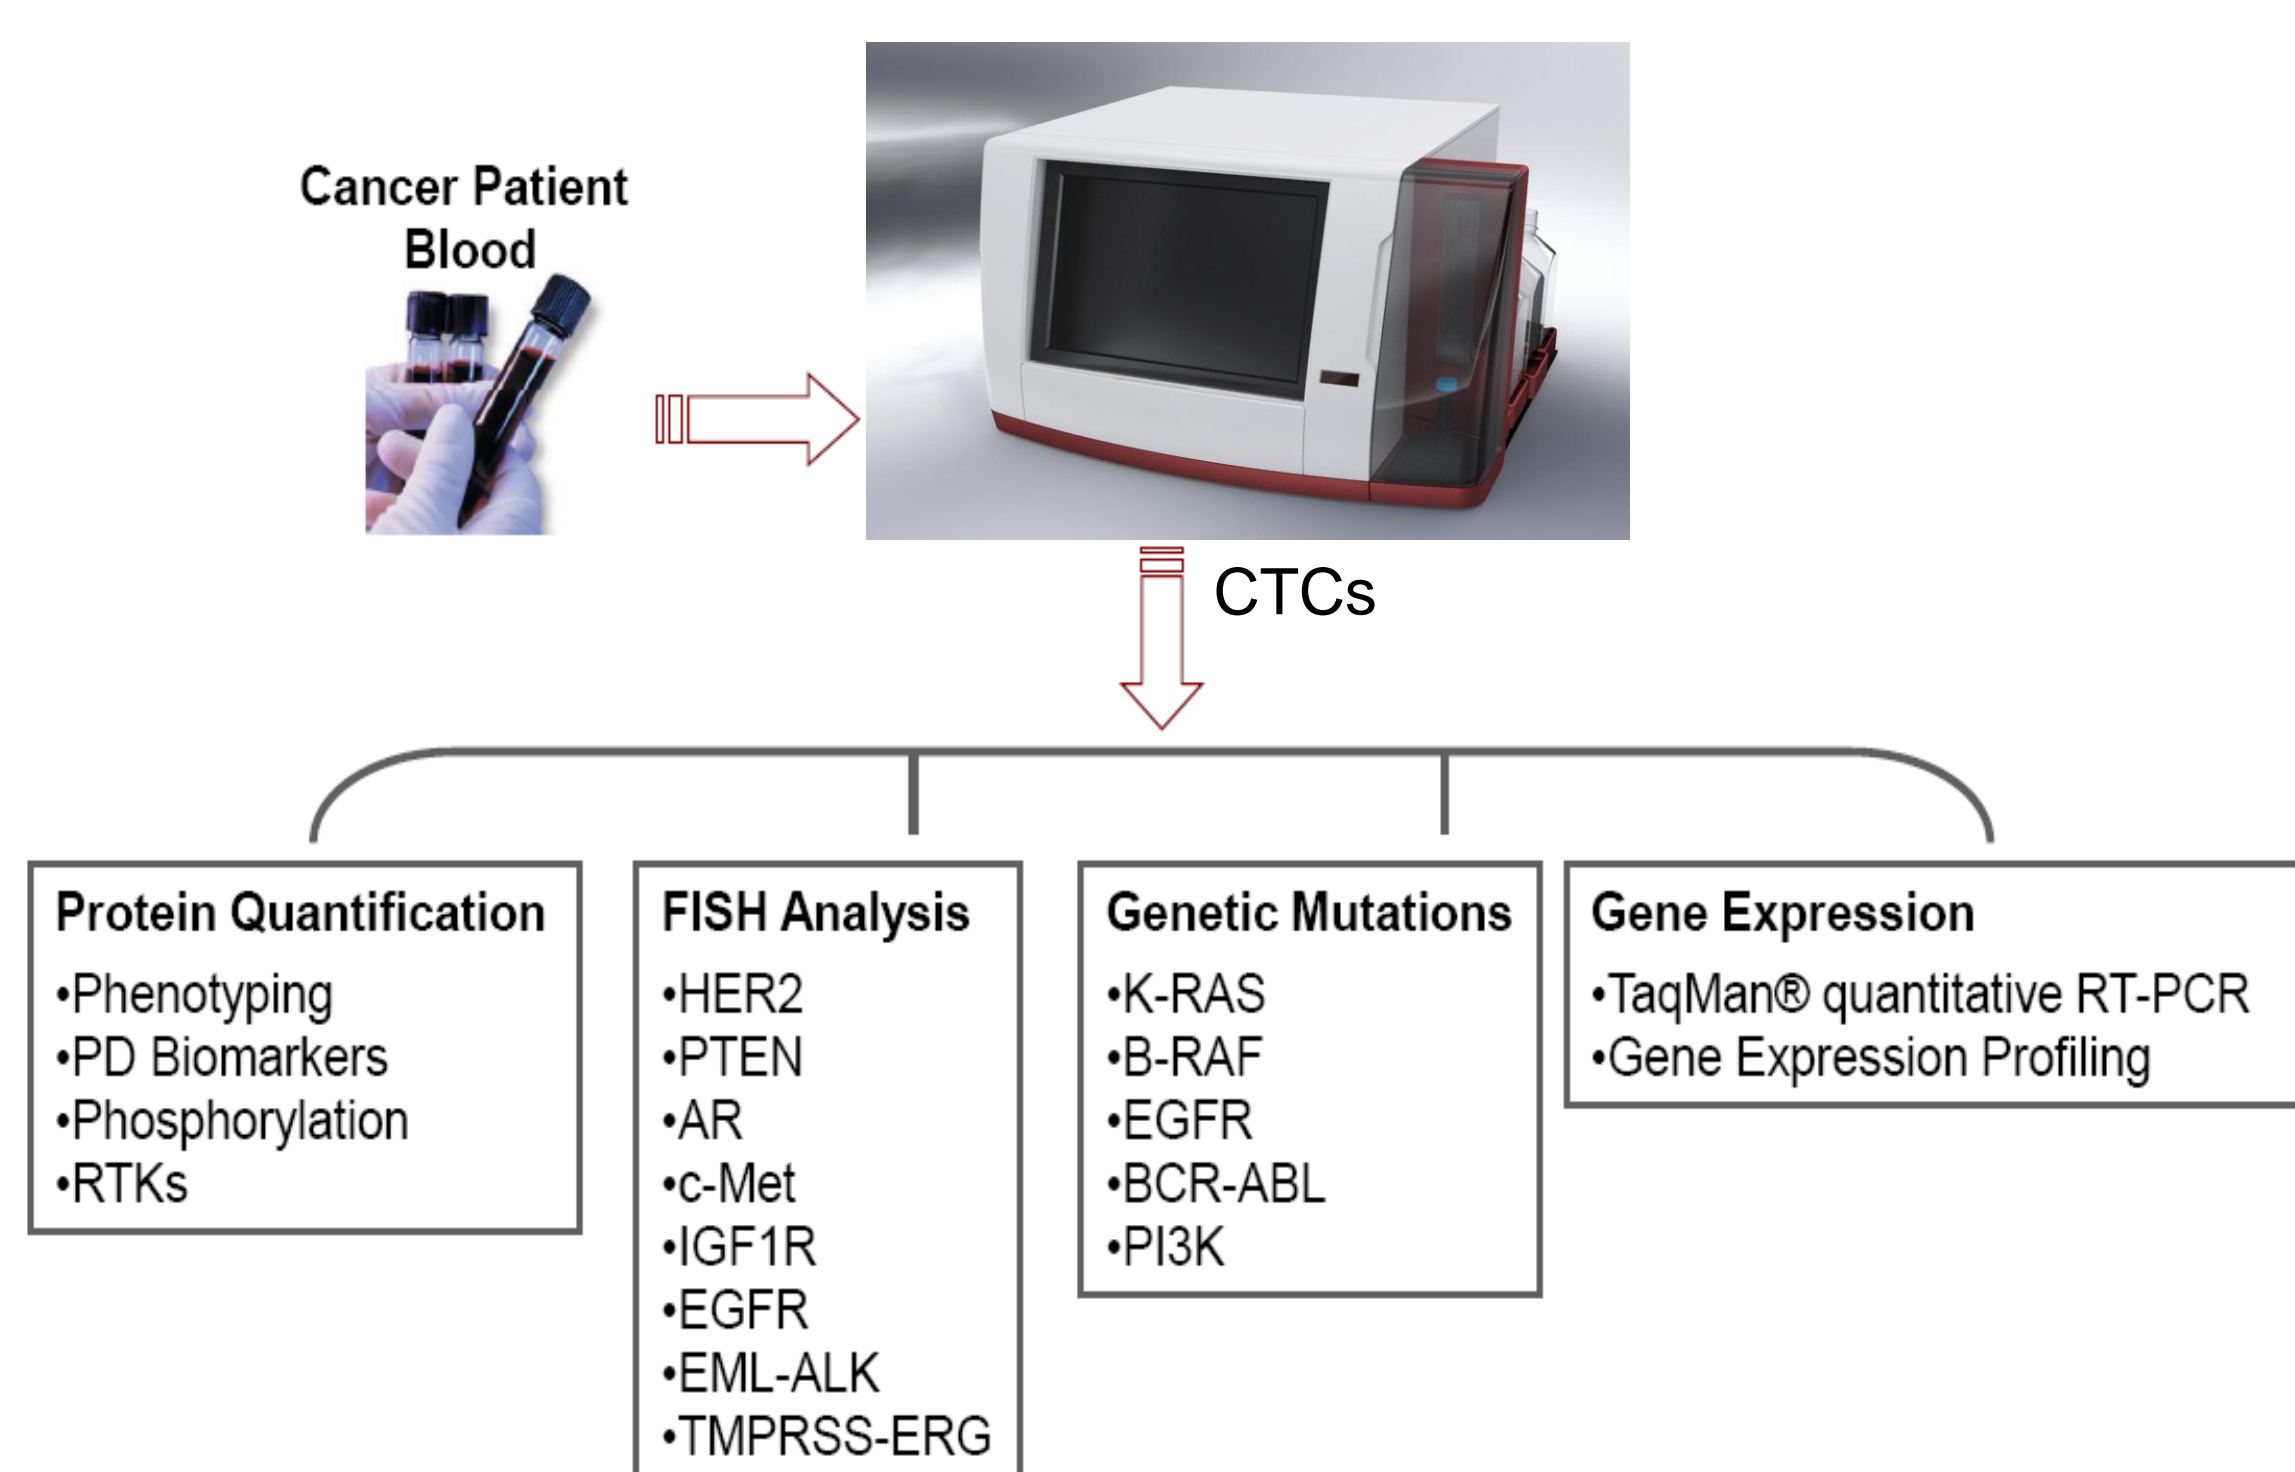 Cancer Patient
Blood
CTCs
Protein Quantification
•Phenotyping
•PD Biomarkers
•Phosphorylation
•RTKs
FISH Analysis
•HER2
•PTEN
•AR
•c-Met
•IGF1R
•EGFR
•EML-ALK
•TMPRSS-ERG
Genetic Mutations
•K-RAS
•B-RAF
•EGFR
•BCR-ABL
•PI3K
Gene Expression
•TaqMan® quantitative RT-PCR
•Gene Expression Profiling